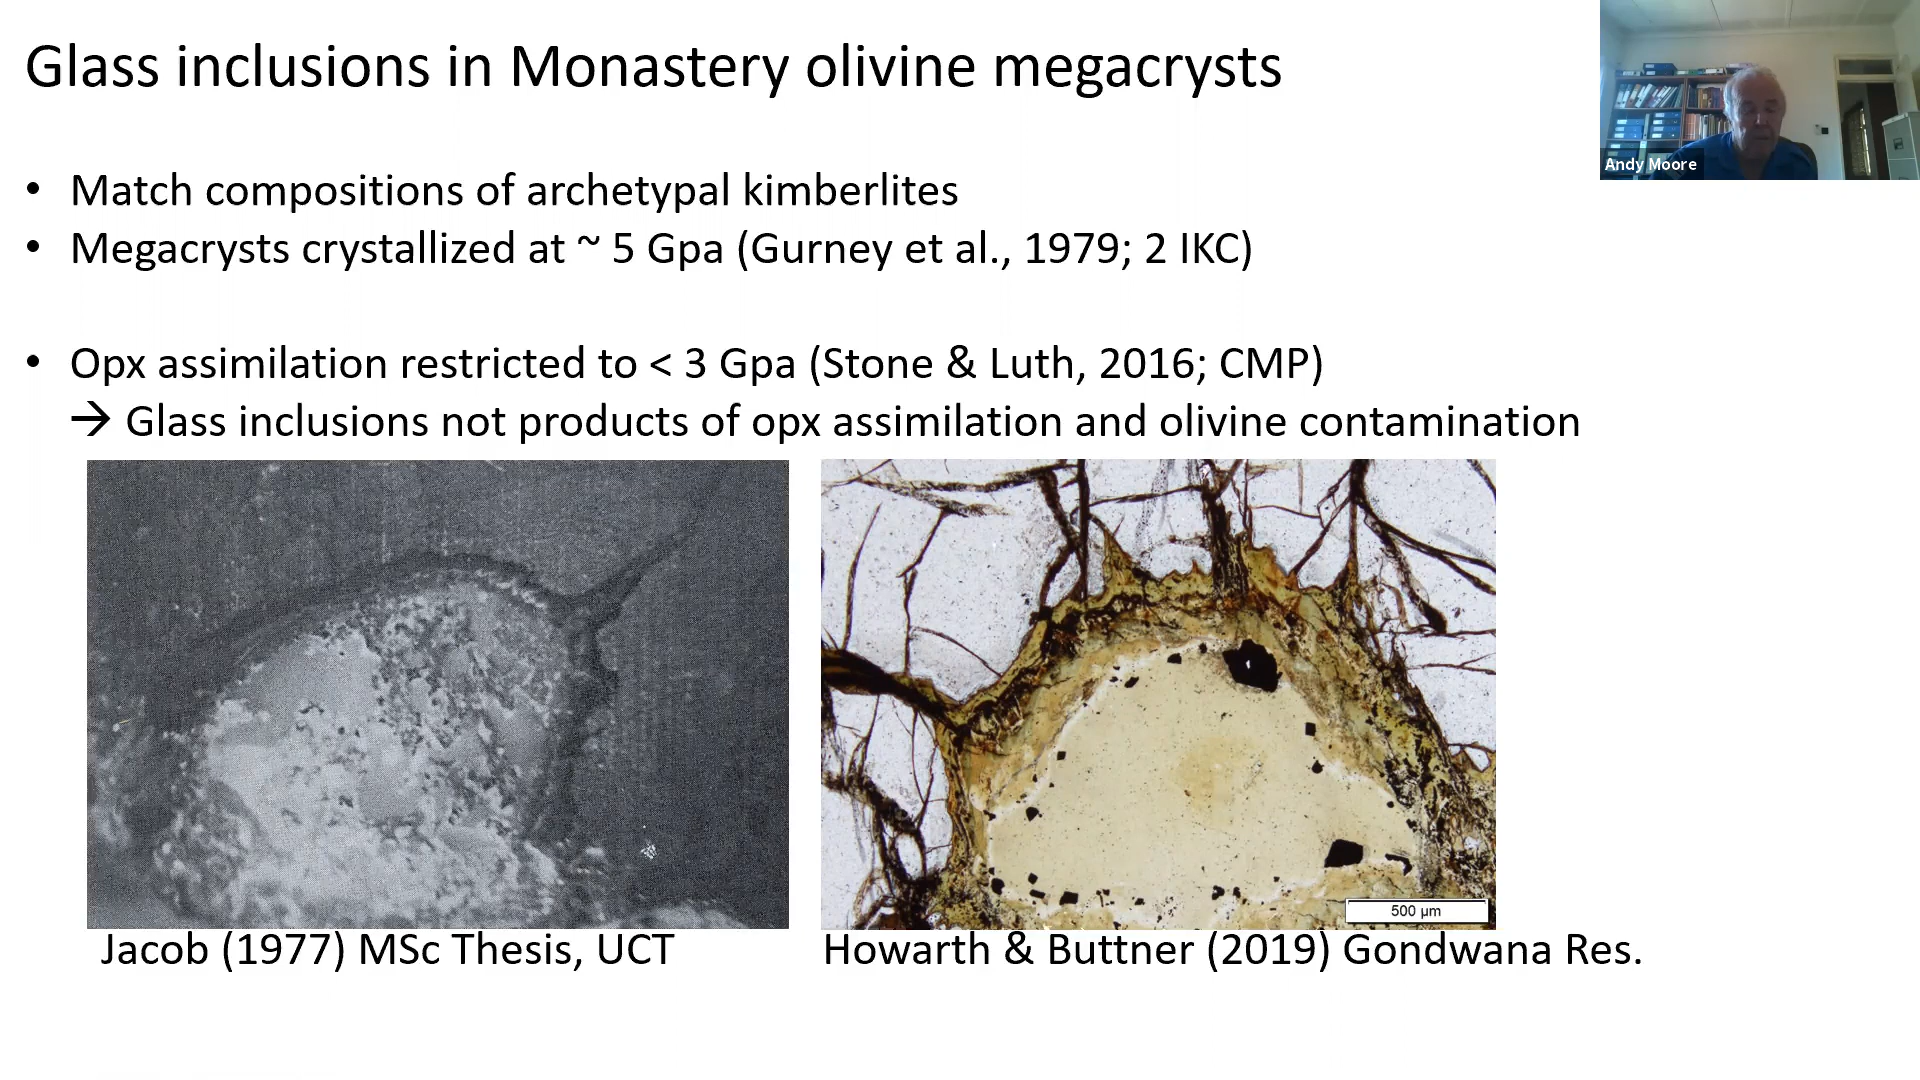 Glass inclusions in Monastery olivine megacrysts
Andy Moore
• Match compositions of archetypal kimberlites
• Megacrysts crystallized at ~ 5 Gpa (Gurney et al., 1979; 2 IKC)
• Opx assimilation restricted to < 3 Gpa (Stone & Luth, 2016; CMP)
→ Glass inclusions not products of opx assimilation and olivine contamination
500 µm
Jacob (1977) MSc Thesis, UCT
Howarth & Buttner (2019) Gondwana Res.